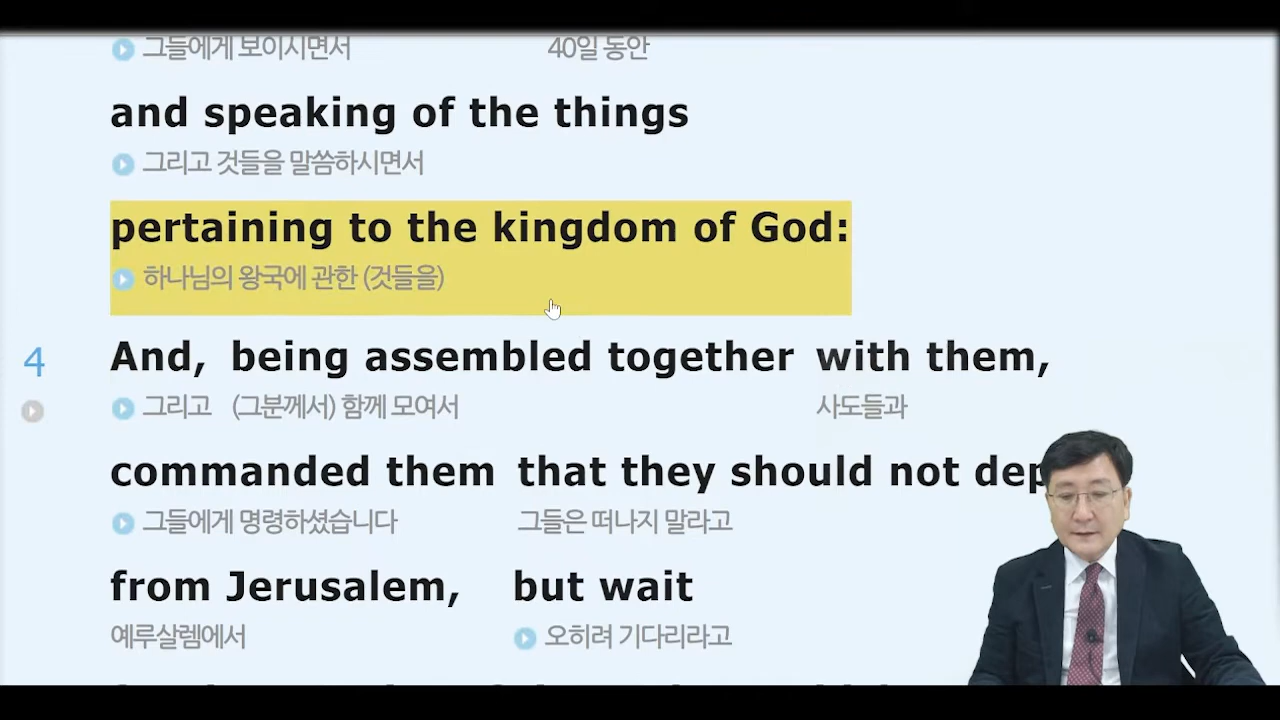 그들에게 보이시면서 40일 동안
and speaking of the things
그리고 것들을 말씀하시면서
pertaining to the kingdom of God:
하나님의 왕국에 관한 (것들을)
4 And, being assembled together with them,
그리고 (그분께서) 함께 모여서 사도들과
commanded them that they should not dep
그들에게 명령하셨습니다 그들은 떠나지 말라고
from Jerusalem, but wait
예루살렘에서 오히려 기다리라고